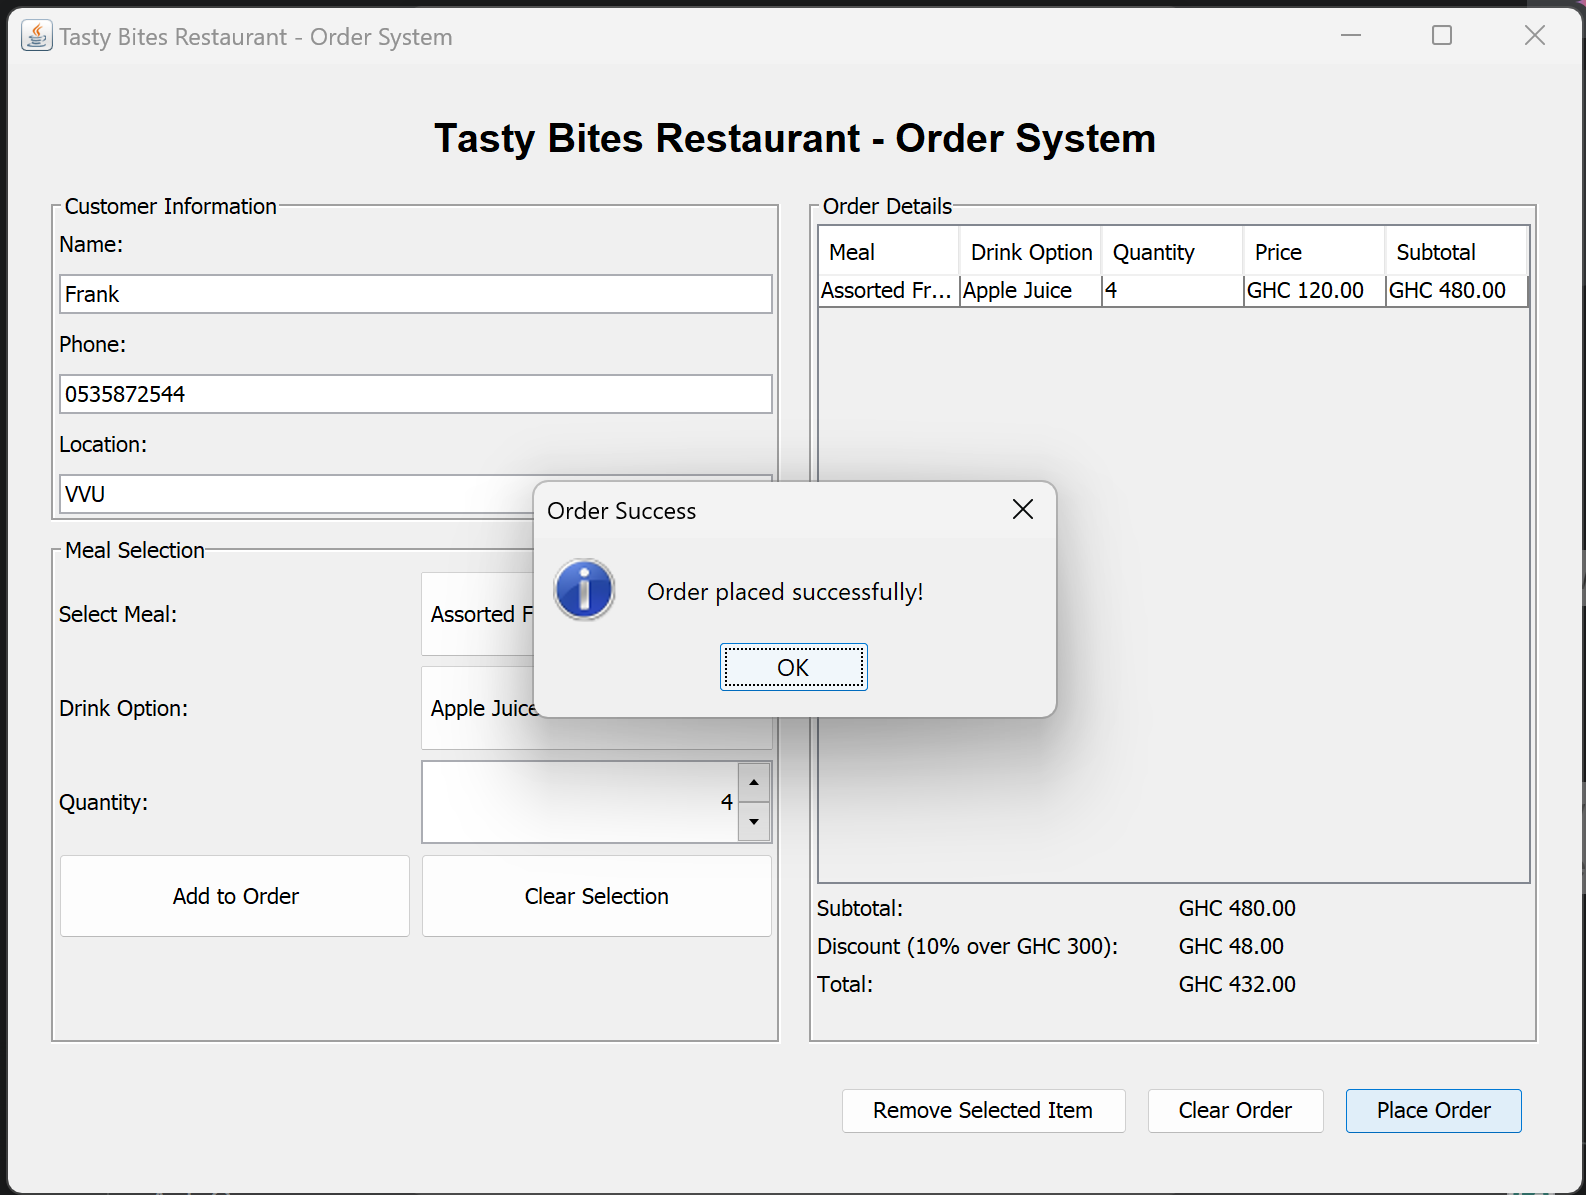 Tasty Bites Restaurant - Order System
Tasty Bites Restaurant - Order System
Customer Information
Name:
Frank
Phone:
0535872544
Location:
VVU
Meal Selection
Select Meal:
Assorted F
Drink Option:
Apple Juice
Quantity:
4
Add to Order
Clear Selection
Order Details
Meal Drink Option Quantity Price Subtotal
Assorted Fr... Apple Juice 4 GHC 120.00 GHC 480.00
Subtotal: GHC 480.00
Discount (10% over GHC 300): GHC 48.00
Total: GHC 432.00
Order Success
Order placed successfully!
OK
Remove Selected Item
Clear Order
Place Order